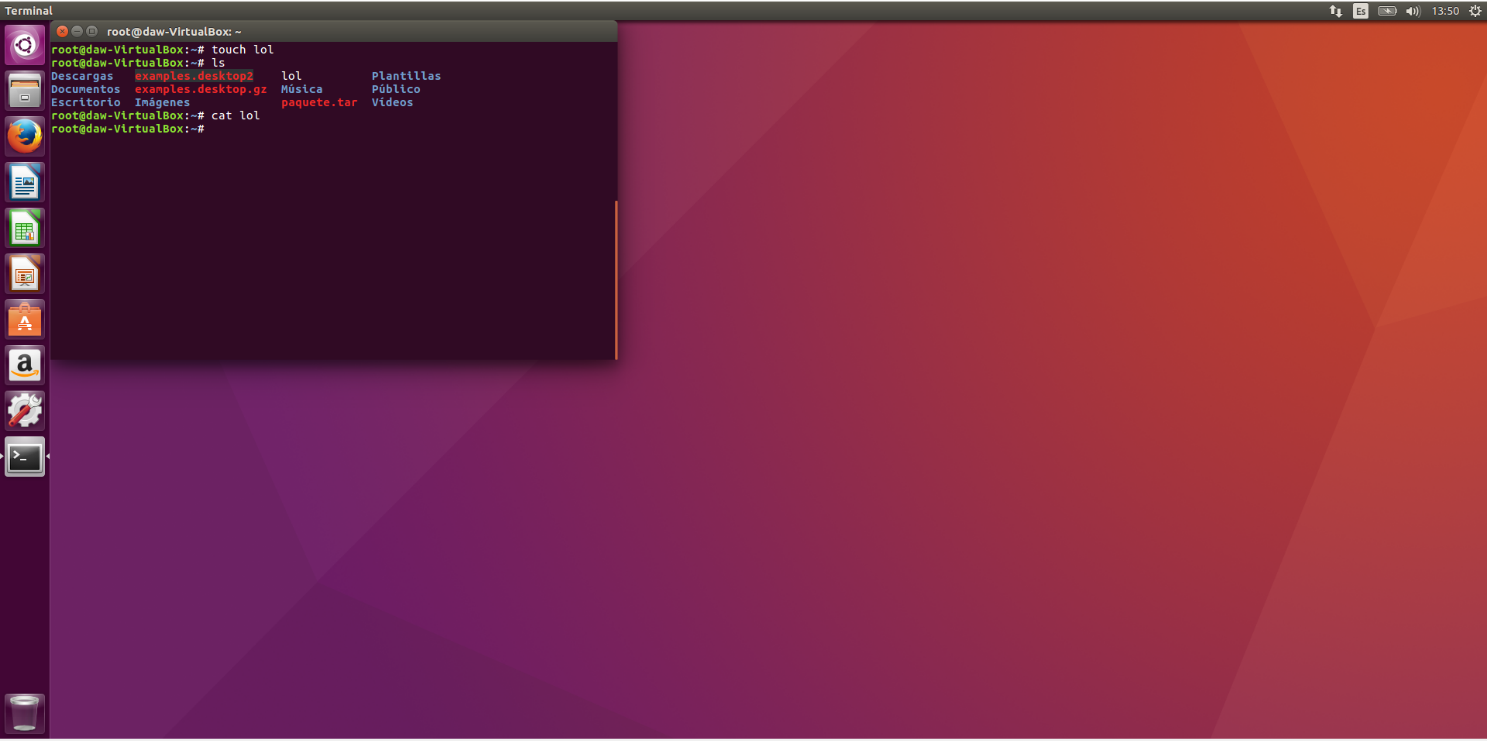 Terminal
Es
13:50
root@daw-VirtualBox: ~
root@daw-VirtualBox:~# touch lol
root@daw-VirtualBox:~# ls
Descargas examples.desktop2 lol Plantillas
Documentos examples.desktop.gz Música Público
Escritorio Imágenes paquete.tar Vídeos
root@daw-VirtualBox:~# cat lol
root@daw-VirtualBox:~#